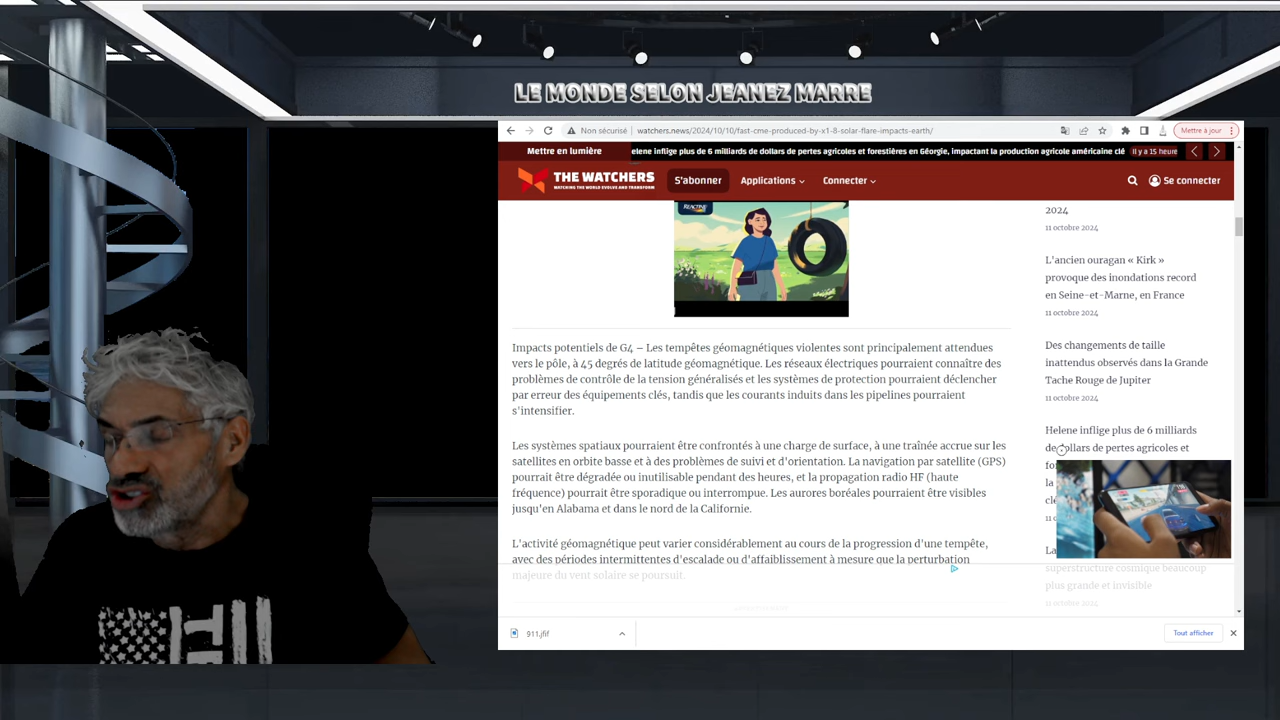 LE MONDE SELON JEANEZ MARRE
Non sécurisé
watchers.news/2024/10/10/fast-cme-produced-by-x1-8-solar-flare-impacts-earth/
Mettre à jour
Mettre en lumière
elene inflige plus de 6 milliards de dollars de pertes agricoles et forestières en Géorgie, impactant la production agricole américaine clé
Il y a 15 heure
THE WATCHERS
WATCHING THE WORLD EVOLVE AND TRANSFORM
S'abonner
Applications
Connecter
Se connecter
REACTINE
Impacts potentiels de G4 – Les tempêtes géomagnétiques violentes sont principalement attendues
vers le pôle, à 45 degrés de latitude géomagnétique. Les réseaux électriques pourraient connaître des
problèmes de contrôle de la tension généralisés et les systèmes de protection pourraient déclencher
par erreur des équipements clés, tandis que les courants induits dans les pipelines pourraient
s'intensifier.
Les systèmes spatiaux pourraient être confrontés à une charge de surface, à une traînée accrue sur les
satellites en orbite basse et à des problèmes de suivi et d'orientation. La navigation par satellite (GPS)
pourrait être dégradée ou inutilisable pendant des heures, et la propagation radio HF (haute
fréquence) pourrait être sporadique ou interrompue. Les aurores boréales pourraient être visibles
jusqu'en Alabama et dans le nord de la Californie.
L'activité géomagnétique peut varier considérablement au cours de la progression d'une tempête,
avec des périodes intermittentes d'escalade ou d'affaiblissement à mesure que la perturbation
majeure du vent solaire se poursuit.
2024
11 octobre 2024
L'ancien ouragan « Kirk »
provoque des inondations record
en Seine-et-Marne, en France
11 octobre 2024
Des changements de taille
inattendus observés dans la Grande
Tache Rouge de Jupiter
11 octobre 2024
Helene inflige plus de 6 milliards
de dollars de pertes agricoles et
fo
la
clé
11 o
La
superstructure cosmique beaucoup
plus grande et invisible
11 octobre 2024
911.jfif
Tout afficher